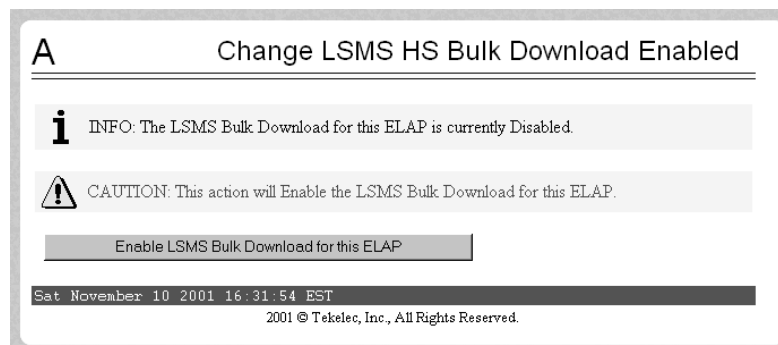 A Change LSMS HS Bulk Download Enabled
INFO: The LSMS Bulk Download for this ELAP is currently Disabled.
CAUTION: This action will Enable the LSMS Bulk Download for this ELAP.
Enable LSMS Bulk Download for this ELAP
Sat November 10 2001 16:31:54 EST
2001 © Tekelec, Inc., All Rights Reserved.